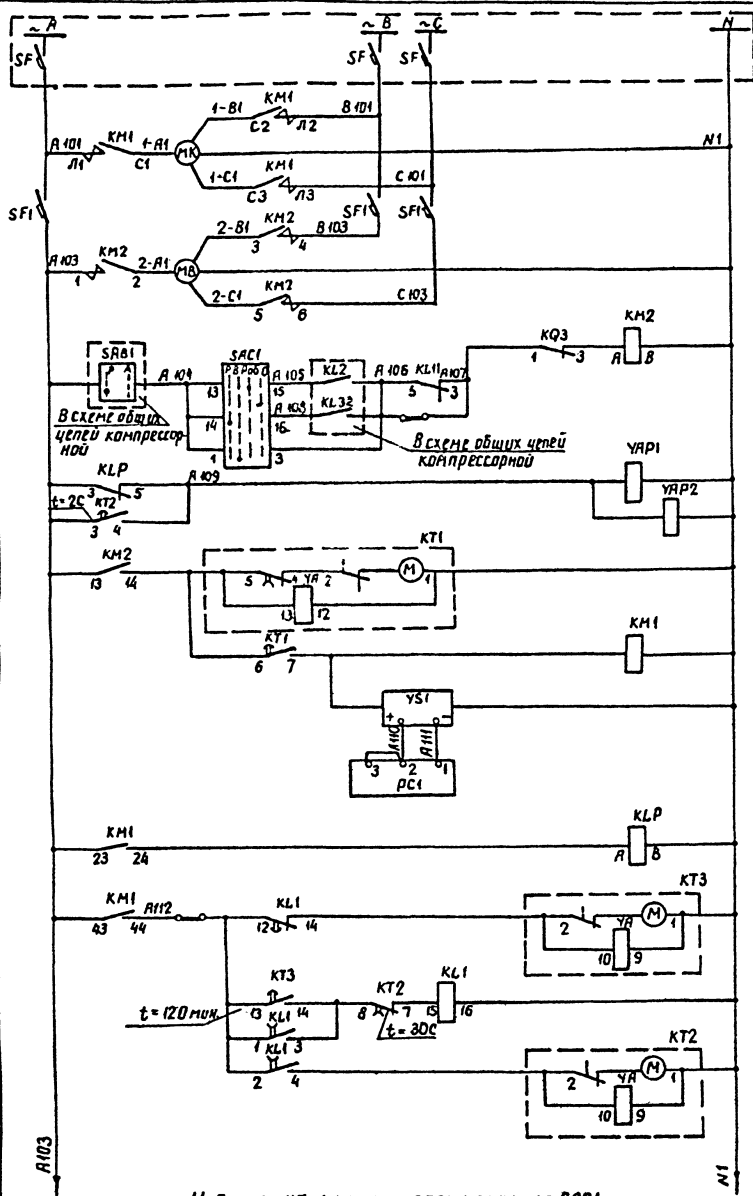 ~ A ~ B ~ C N
SF SF SF
1-B1 KM1 B101
C2 Л2
A101 KM1 1-A1 МК N1
Л1 C1
1-C1 KM1 C101
C3 Л3
SF1 SF1 SF1
2-B1 KM2 B103
3 4
A103 KM2 2-A1 МВ
1 2
2-C1 KM2 C103
5 6
KQ3 KM2
1 3 A B
SAB1 SAC1
A104 13 A105 KL2 A106 KL11 A107
15 5 3
14 A108 KL32
16
1 3
В схеме общих
цепей компрессор
ной
В схеме общих цепей
компрессорной
KLP A109 YAP1
3 5
t=2C KT2 YAP2
3 4
KT1
KM2
13 14
5 4 2 М 1
YA
13 12
KT1 KM1
6 7
YS1
+ -
A110 A111
3 2 1
PC1
KM1 KLP
23 24 A B
KT3
KM1 A112 KL1
43 44 12 14 2 М 1
YA
10 9
KT3 KT2 KL1
13 14 8 7 15 16
t=120 мин. t=30C
KL1
1 3
KL1 KT2
2 4 2 М 1
YA
10 9
A103 N1